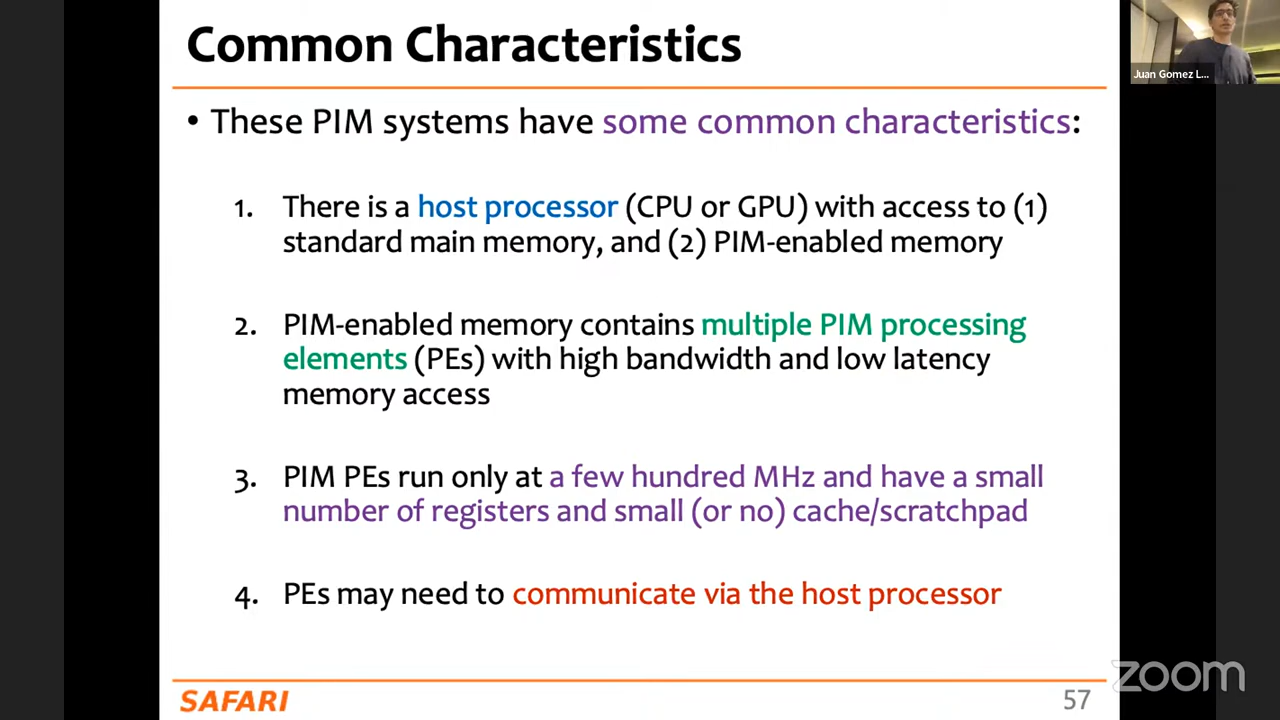 Common Characteristics
Juan Gomez L...
• These PIM systems have some common characteristics:
1. There is a host processor (CPU or GPU) with access to (1)
standard main memory, and (2) PIM-enabled memory
2. PIM-enabled memory contains multiple PIM processing
elements (PEs) with high bandwidth and low latency
memory access
3. PIM PEs run only at a few hundred MHz and have a small
number of registers and small (or no) cache/scratchpad
4. PEs may need to communicate via the host processor
SAFARI
57
zoom